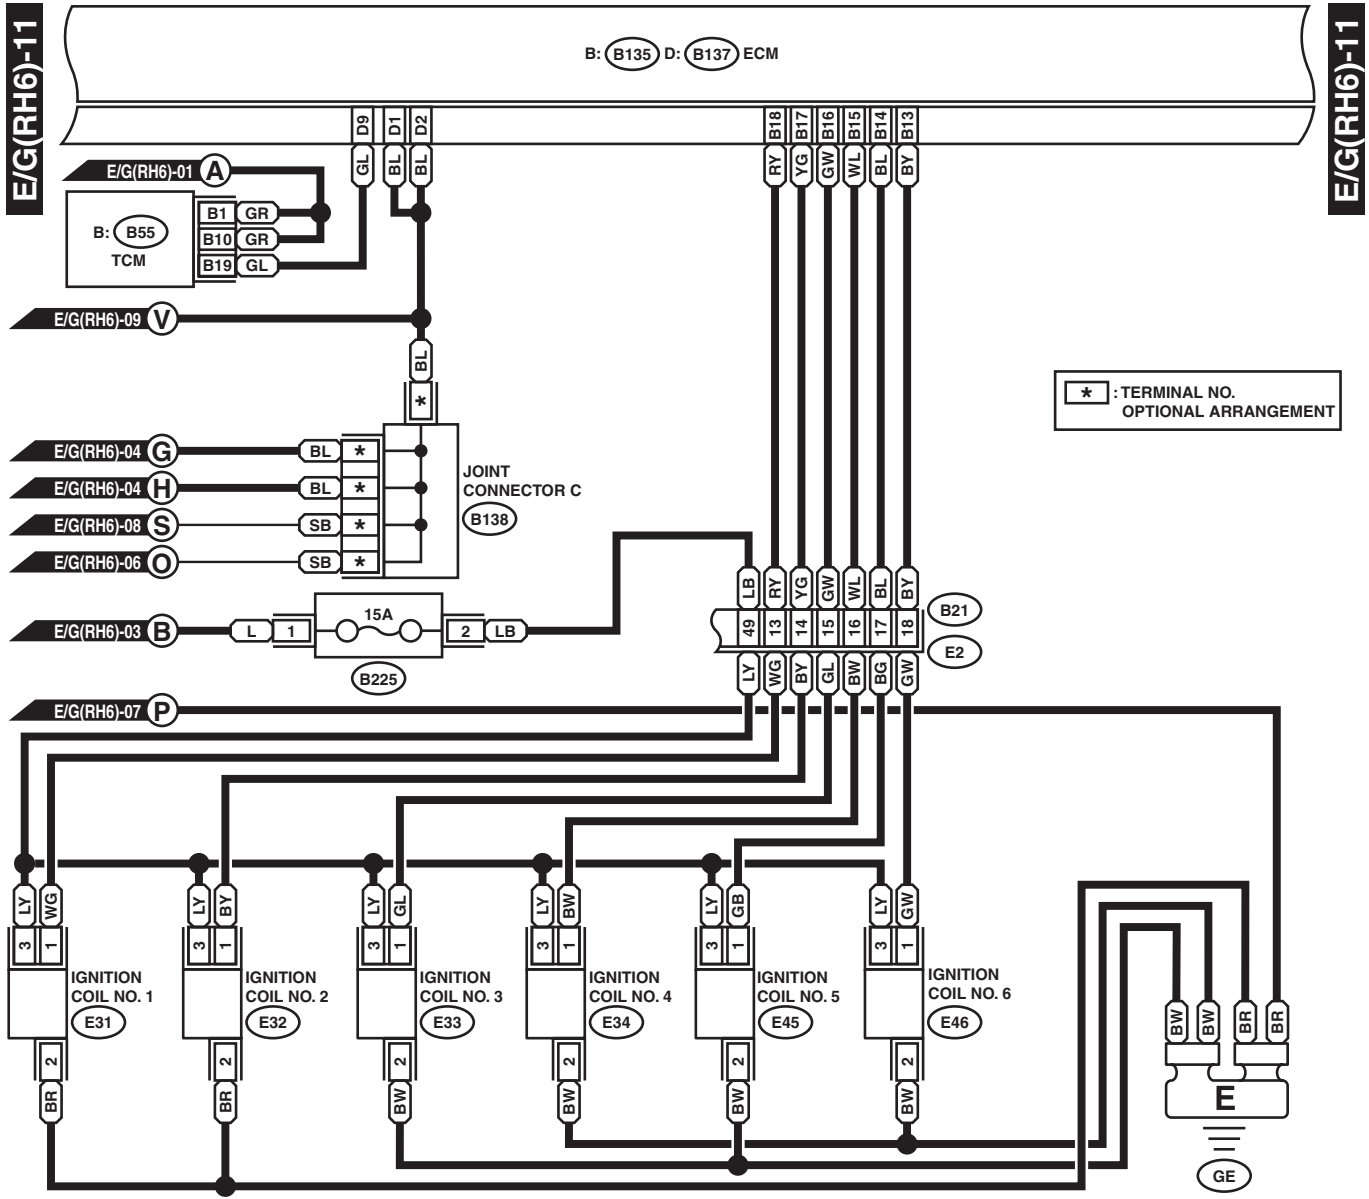 E/G(RH6)-11
E/G(RH6)-11
B: B135 D: B137 ECM
D9 D1 D2 B18 B17 B16 B15 B14 B13
GL BL BL RY YG GW WL BL BY
E/G(RH6)-01 A
B: B55
TCM
B1 GR
B10 GR
B19 GL
E/G(RH6)-09 V
BL
*
* : TERMINAL NO.
OPTIONAL ARRANGEMENT
E/G(RH6)-04 G BL *
E/G(RH6)-04 H BL *
E/G(RH6)-08 S SB *
E/G(RH6)-06 O SB *
JOINT
CONNECTOR C
B138
E/G(RH6)-03 B L 1 15A 2 LB
B225
LB RY YG GW WL BL BY
49 13 14 15 16 17 18
LY WG BY GL BW BG GW
B21
E2
E/G(RH6)-07 P
LY WG LY BY LY GL LY BW LY GB LY GW
3 1 3 1 3 1 3 1 3 1 3 1
IGNITION
COIL NO. 1
E31
IGNITION
COIL NO. 2
E32
IGNITION
COIL NO. 3
E33
IGNITION
COIL NO. 4
E34
IGNITION
COIL NO. 5
E45
IGNITION
COIL NO. 6
E46
2 2 2 2 2 2
BR BR BW BW BW BW
BW BW BR BR
E
GE